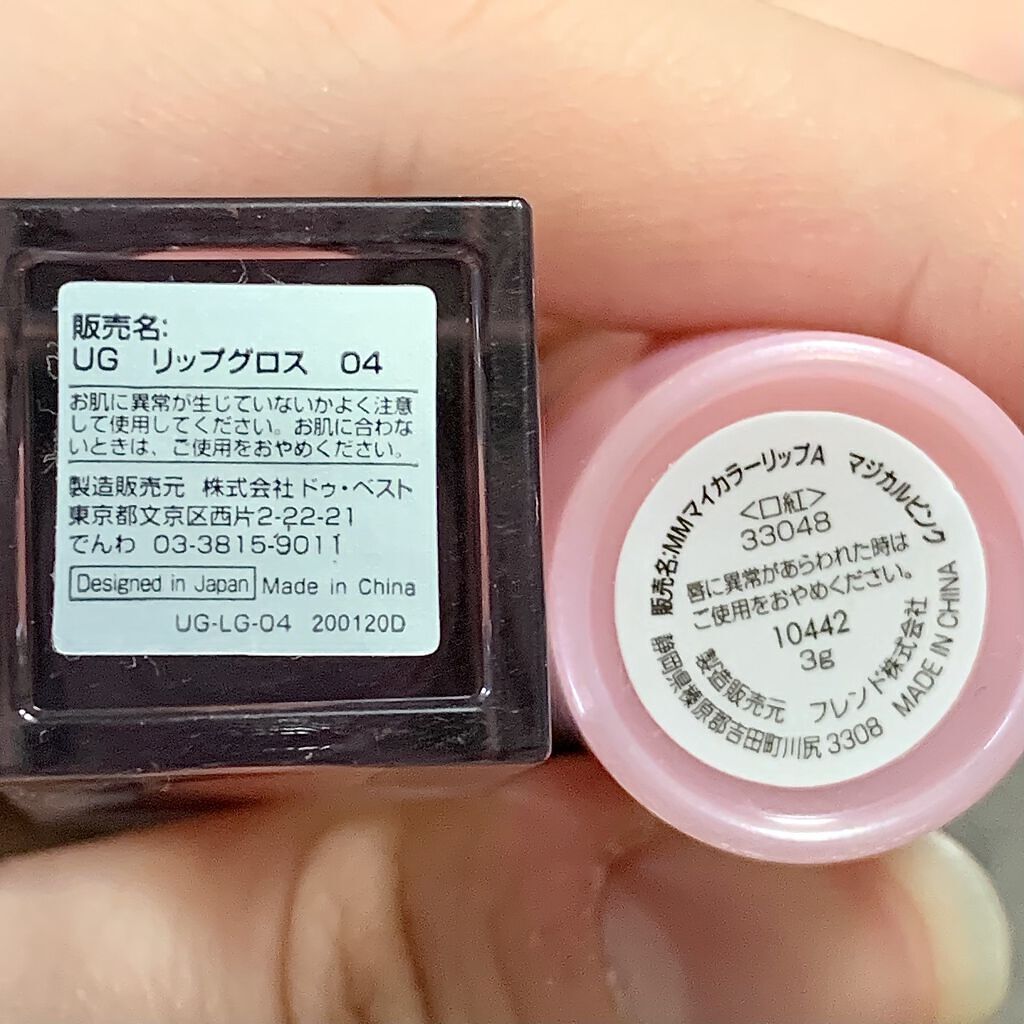 販売名:
UG リップグロス 04
お肌に異常が生じていないかよく注意
して使用してください。お肌に合わな
いときは、ご使用をおやめください。
製造販売元 株式会社ドゥ・ベスト
東京都文京区西片2-22-21
でんわ 03-3815-9011
Designed in Japan Made in China
UG-LG-04 200120D
販売名:MMマイカラーリップA マジカルピンク
<口紅>
33048
唇に異常があらわれた時は
ご使用をおやめください。
10442
3g
製造販売元 フレンド株式会社
静岡県榛原郡吉田町川尻3308 MADE IN CHINA